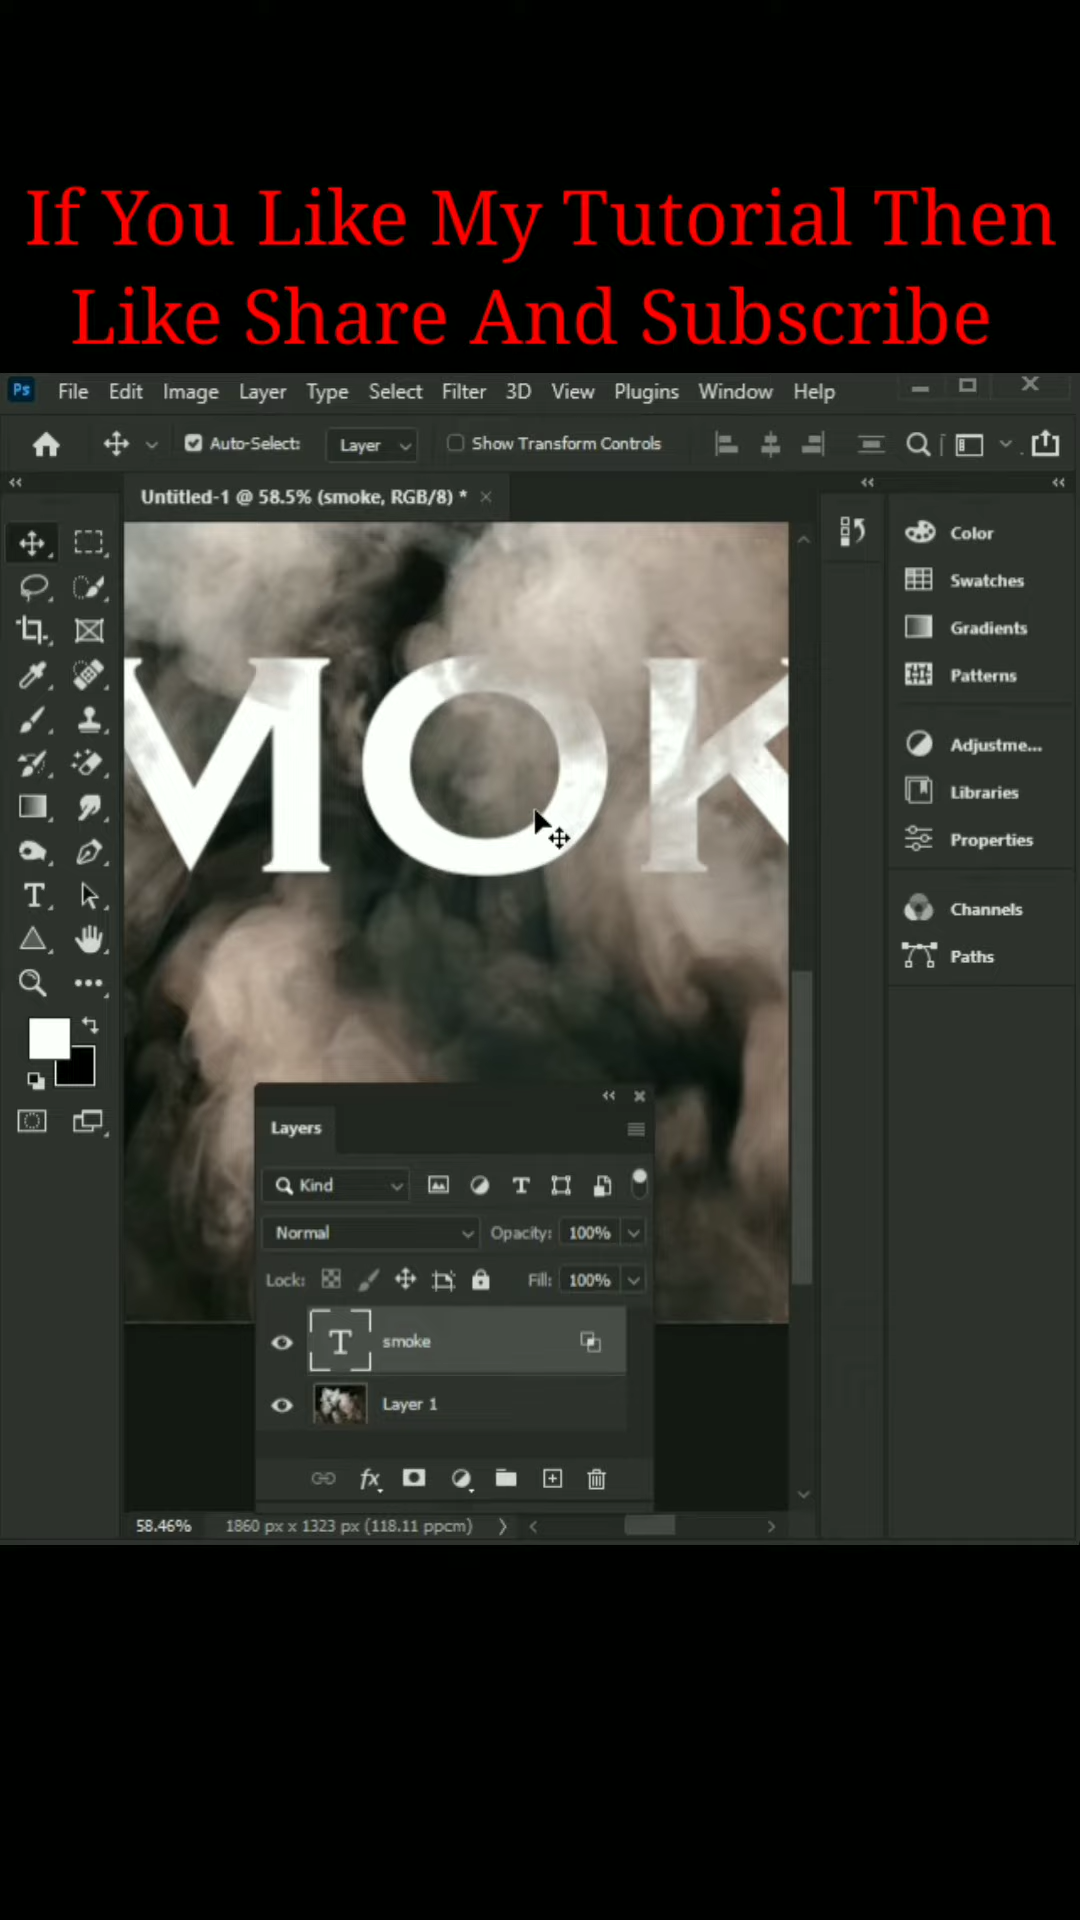 If You Like My Tutorial Then
Like Share And Subscribe
Ps File Edit Image Layer Type Select Filter 3D View Plugins Window Help
Auto-Select: Layer Show Transform Controls
Untitled-1 @ 58.5% (smoke, RGB/8) *
Color
Swatches
Gradients
Patterns
MOK
Adjustme...
Libraries
Properties
Channels
Paths
Layers
Kind
Normal Opacity: 100%
Lock: Fill: 100%
smoke
Layer 1
fx
58.46% 1860 px x 1323 px (118.11 ppcm)